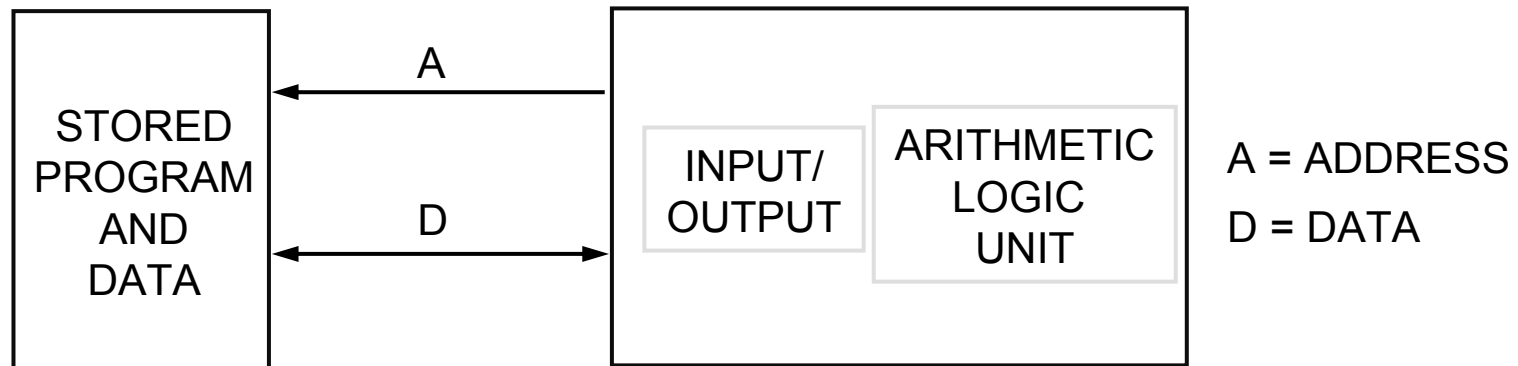 STORED
PROGRAM
AND
DATA
A
D
INPUT/
OUTPUT
ARITHMETIC
LOGIC
UNIT
A = ADDRESS
D = DATA